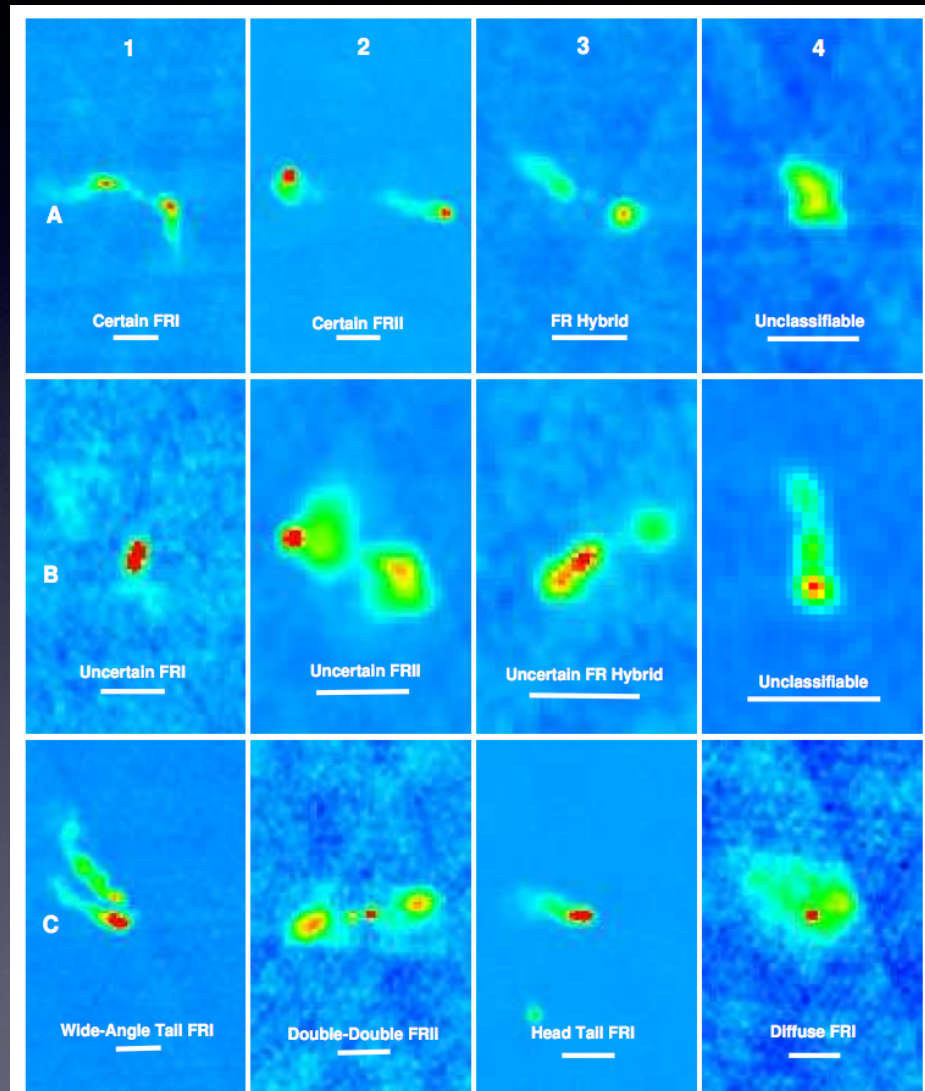 1 2 3 4
A
Certain FRI Certain FRII FR Hybrid Unclassifiable
B
Uncertain FRI Uncertain FRII Uncertain FR Hybrid Unclassifiable
C
Wide-Angle Tail FRI Double-Double FRII Head Tail FRI Diffuse FRI